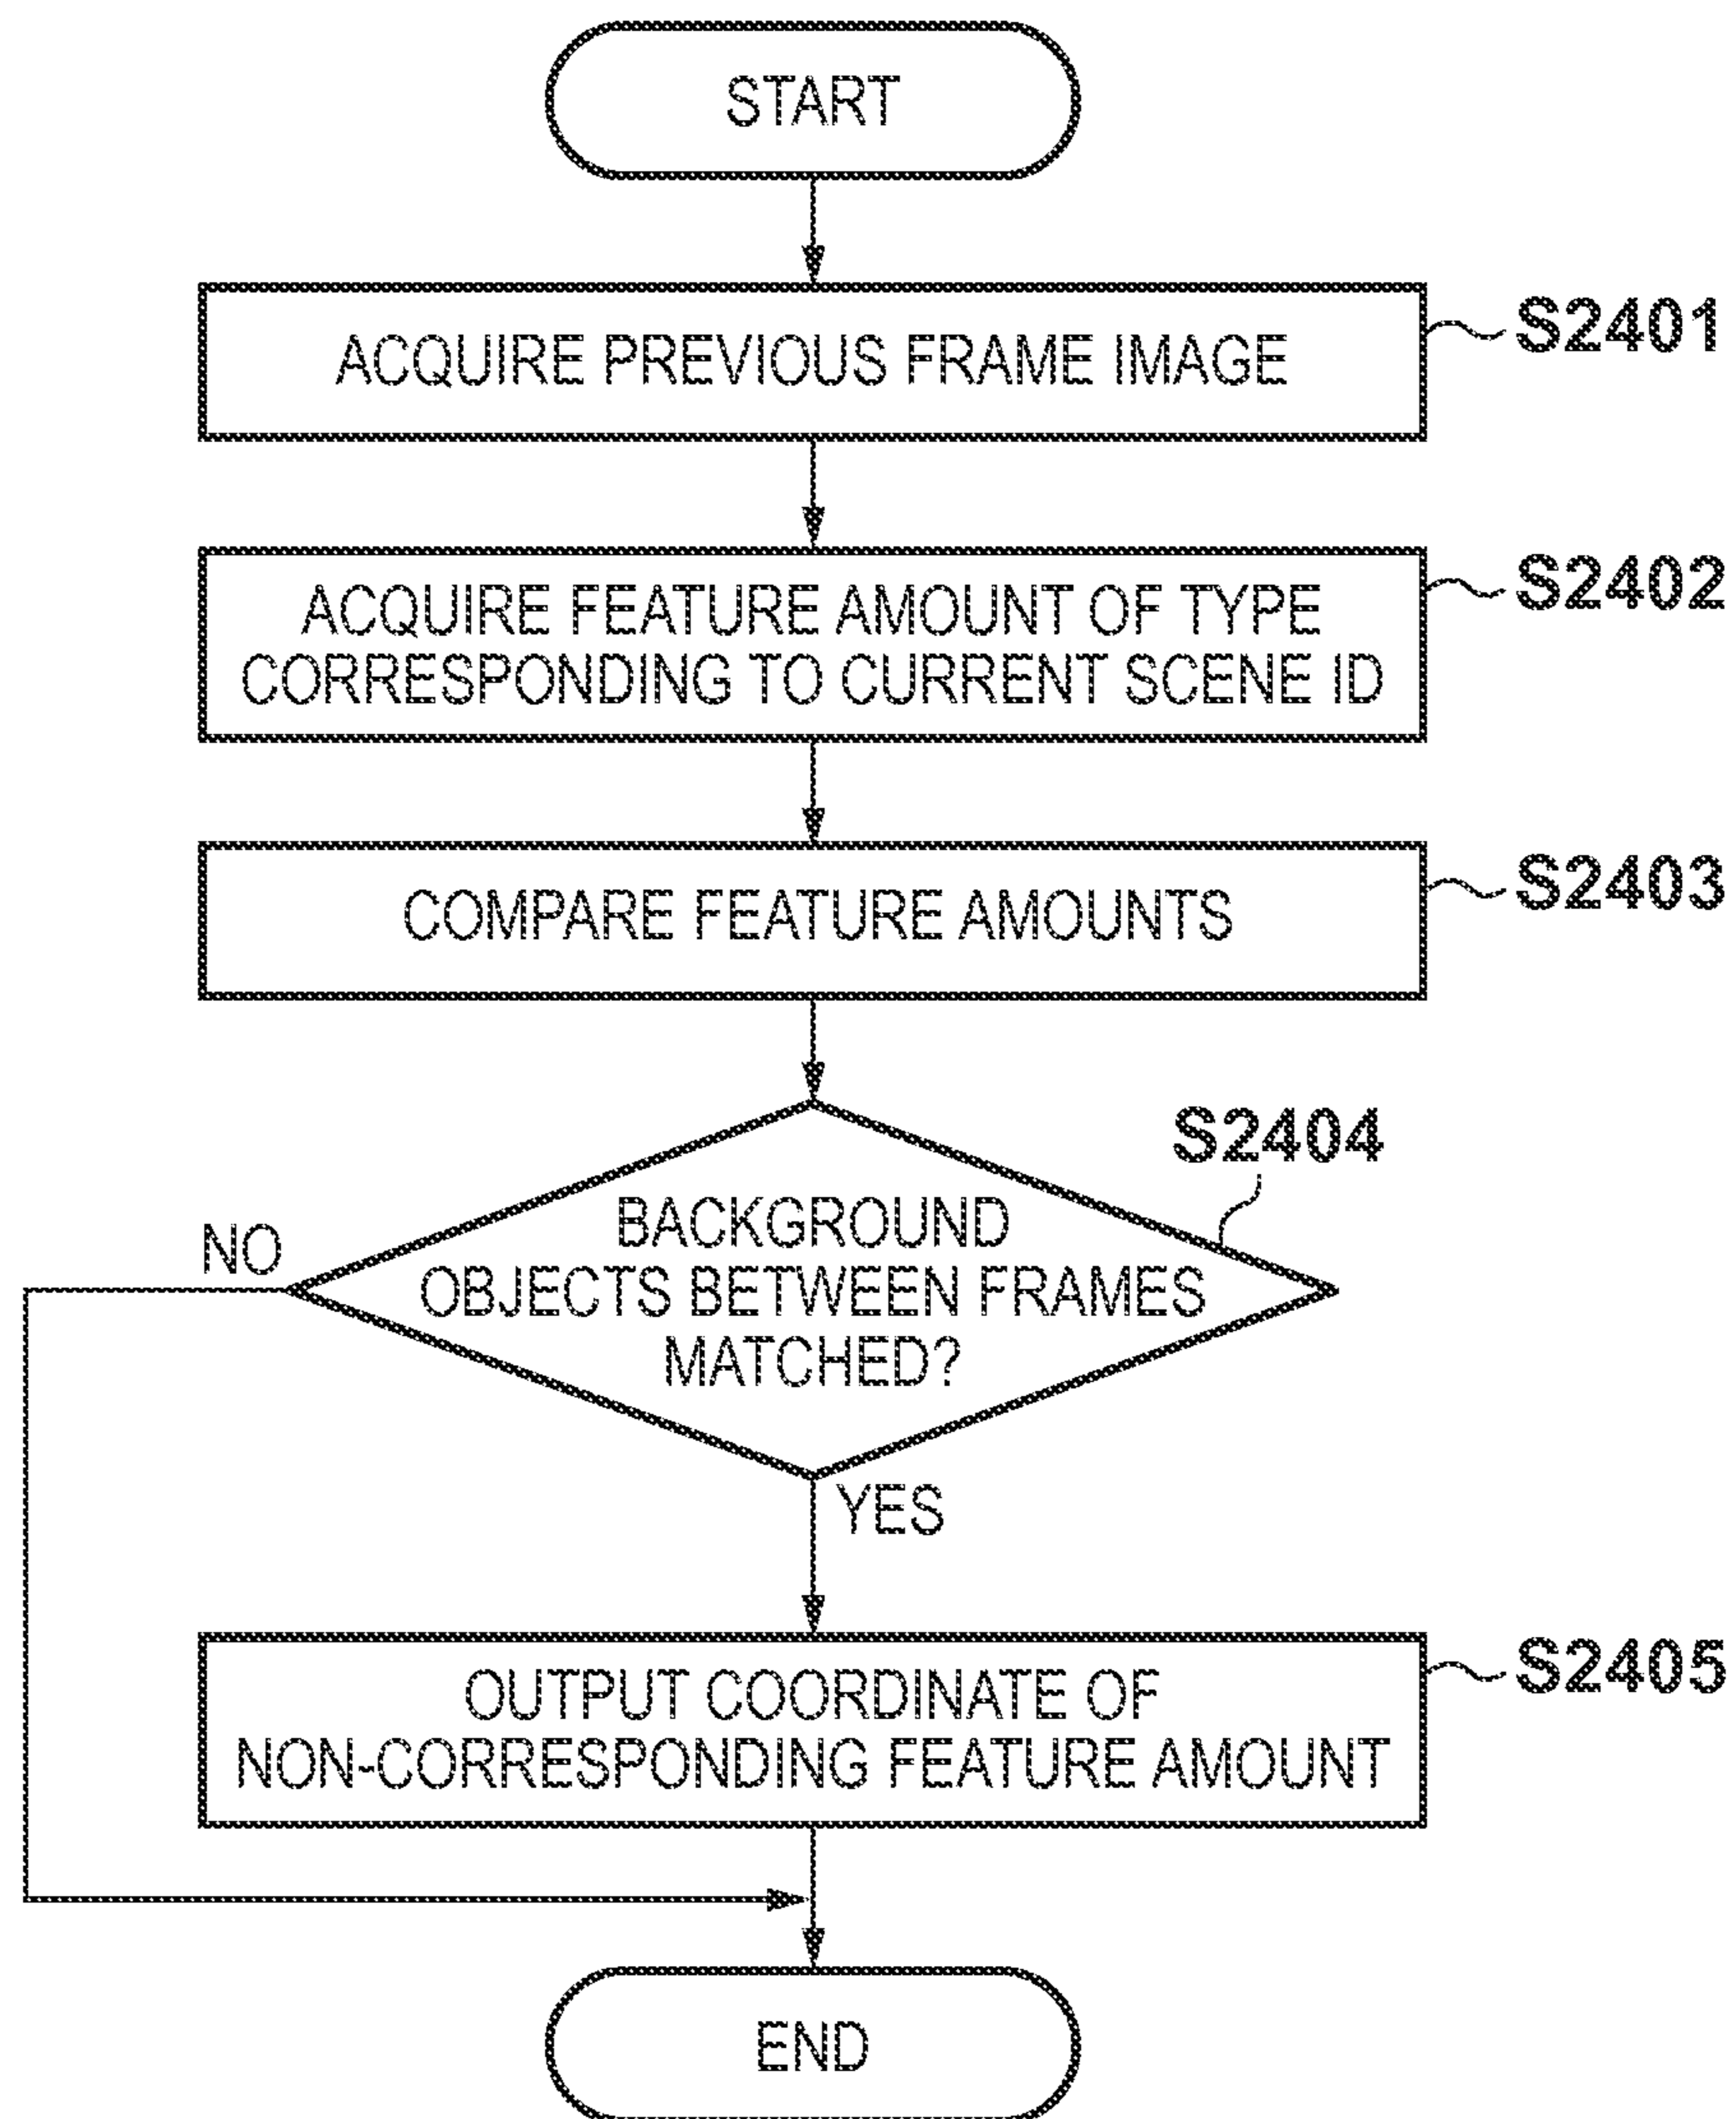 START
ACQUIRE PREVIOUS FRAME IMAGE
S2401
ACQUIRE FEATURE AMOUNT OF TYPE
CORRESPONDING TO CURRENT SCENE ID
S2402
COMPARE FEATURE AMOUNTS
S2403
S2404
BACKGROUND
OBJECTS BETWEEN FRAMES
MATCHED?
NO
YES
OUTPUT COORDINATE OF
NON-CORRESPONDING FEATURE AMOUNT
S2405
END